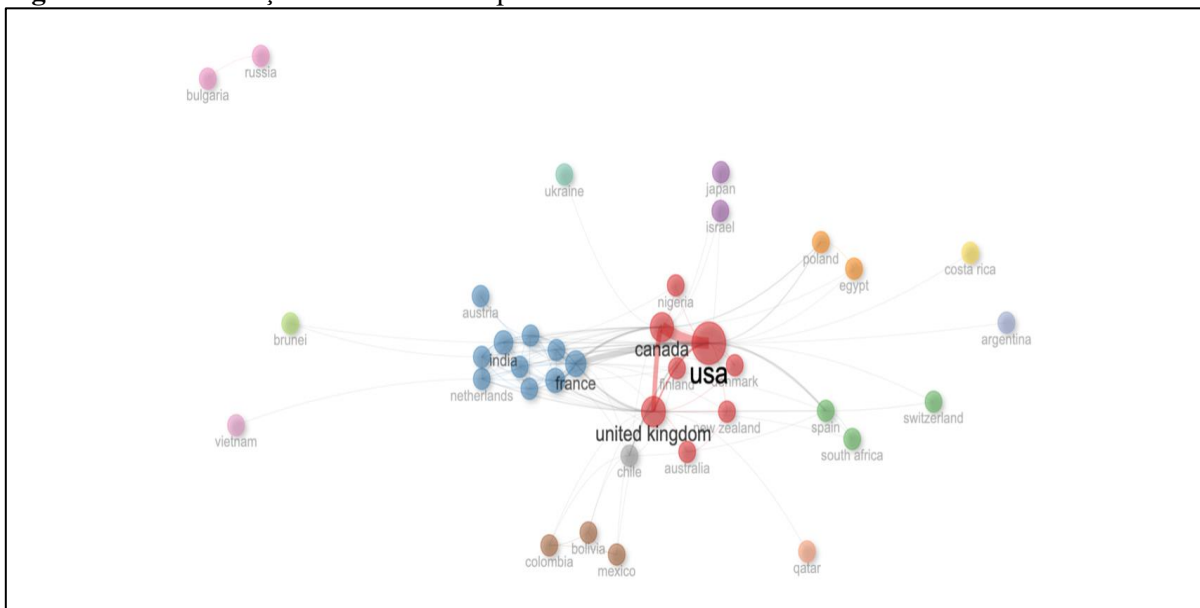 russia
bulgaria
ukraine
japan
israel
poland
costa rica
egypt
nigeria
austria
brunei
argentina
canada
india
usa
france
finland
netherlands
switzerland
vietnam
united kingdom
new zealand
spain
south africa
chile
australia
bolivia
colombia
mexico
qatar